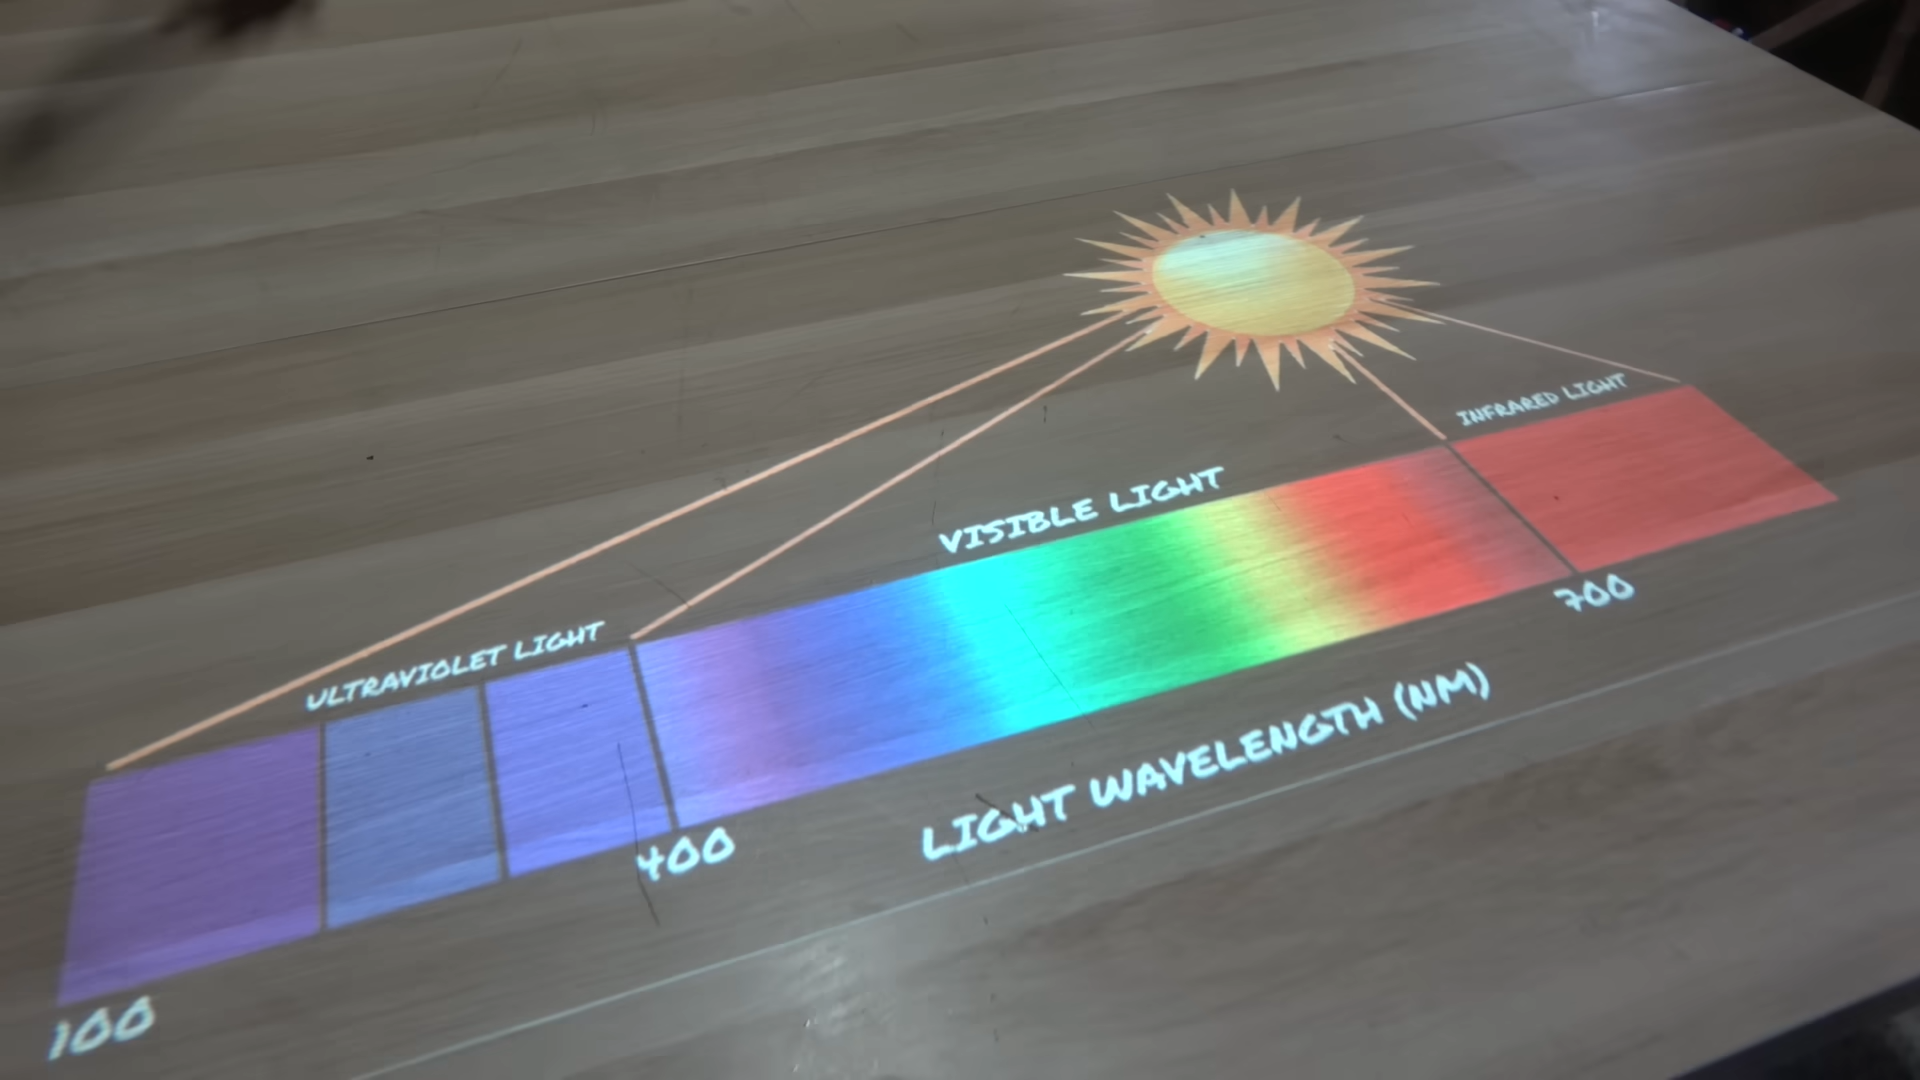 INFRARED LIGHT
VISIBLE LIGHT
ULTRAVIOLET LIGHT
100
400
700
LIGHT WAVELENGTH (NM)